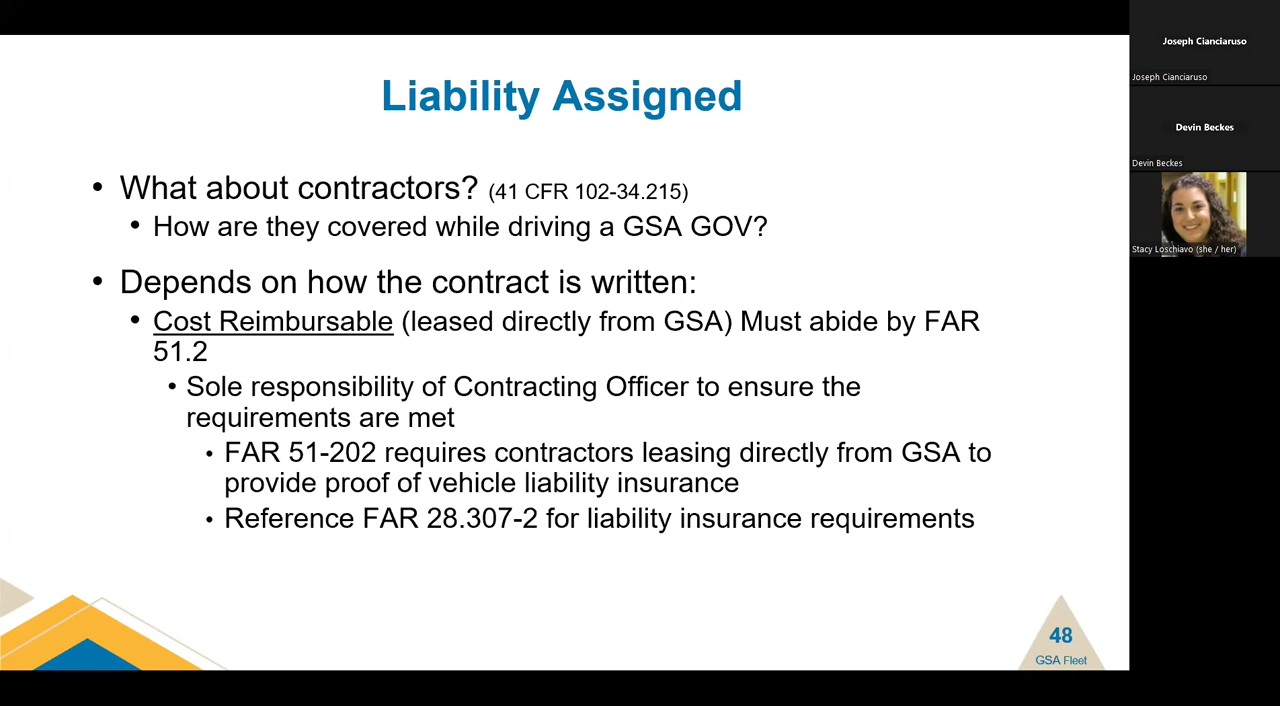 Liability Assigned
• What about contractors? (41 CFR 102-34.215)
• How are they covered while driving a GSA GOV?
• Depends on how the contract is written:
• Cost Reimbursable (leased directly from GSA) Must abide by FAR
51.2
• Sole responsibility of Contracting Officer to ensure the
requirements are met
• FAR 51-202 requires contractors leasing directly from GSA to
provide proof of vehicle liability insurance
• Reference FAR 28.307-2 for liability insurance requirements
48
GSA Fleet
Joseph Cianciaruso
Joseph Cianciaruso
Devin Beckes
Devin Beckes
Stacy Loschiavo (she / her)